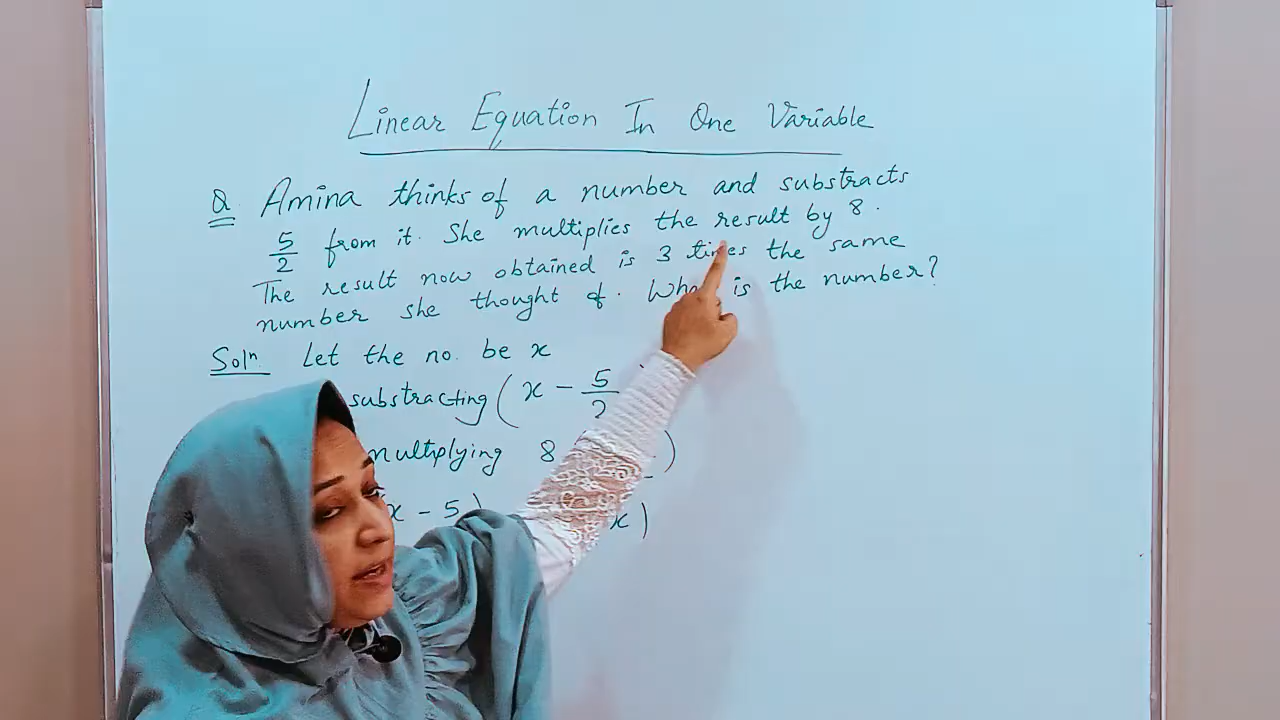 Linear Equation In One Variable
Q Amina thinks of a number and substracts
5/2 from it. She multiplies the result by 8.
The result now obtained is 3 times the same
number she thought of. is the number?
Soln Let the no. be x
substracting (x - 5/2
multiplying 8 )
x - 5) x)